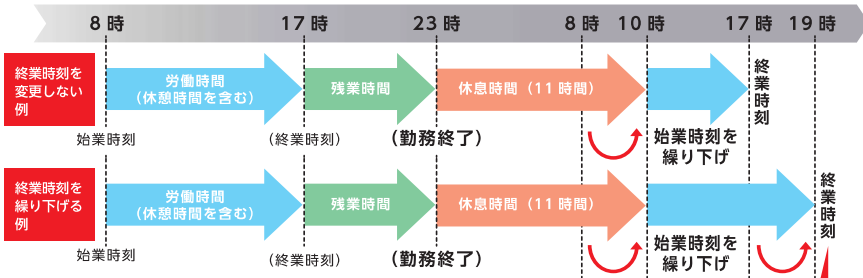 8時 17時 23時 8時 10時 17時 19時
終業時刻を
変更しない
例
労働時間
（休憩時間を含む）
残業時間
休息時間（11時間）
終業時刻
始業時刻
（終業時刻）
（勤務終了）
始業時刻を
繰り下げ
終業時刻を
繰り下げる
例
労働時間
（休憩時間を含む）
残業時間
休息時間（11時間）
終業時刻
始業時刻
（終業時刻）
（勤務終了）
始業時刻を
繰り下げ